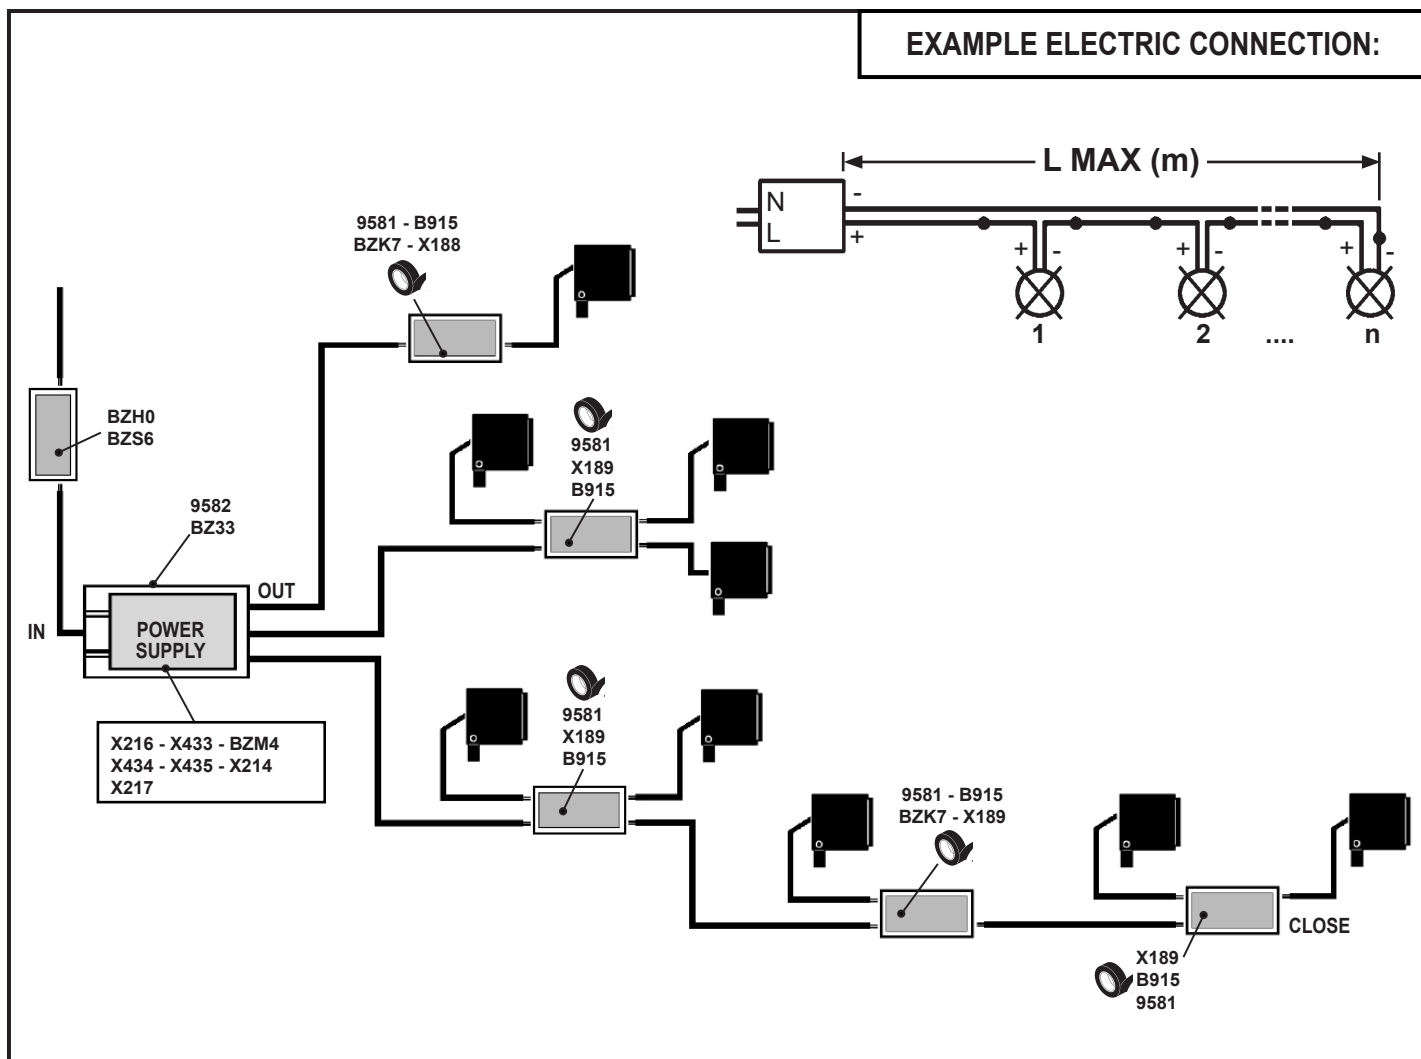 EXAMPLE ELECTRIC CONNECTION:
L MAX (m)
N
-
L
+
+
-
+
-
+
-
1
2
....
n
9581 - B915
BZK7 - X188
BZH0
BZS6
9581
X189
B915
9582
BZ33
OUT
IN
POWER
SUPPLY
X216 - X433 - BZM4
X434 - X435 - X214
X217
9581
X189
B915
9581 - B915
BZK7 - X189
CLOSE
X189
B915
9581